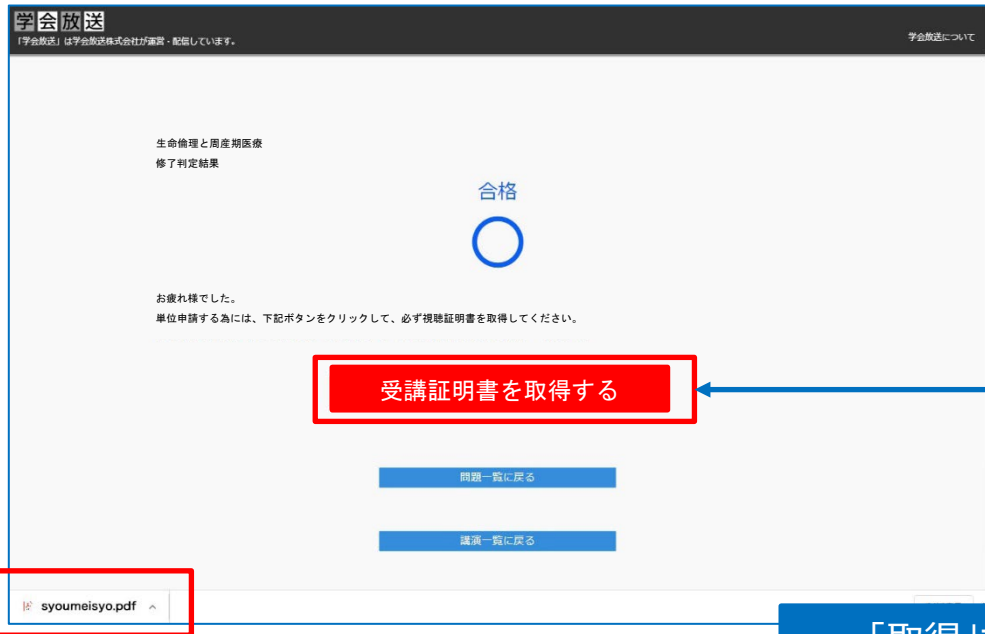 学会放送
「学会放送」は学会放送株式会社が運営・配信しています。
学会放送について
生命倫理と周産期医療
修了判定結果
合格
お疲れ様でした。
単位申請する為には、下記ボタンをクリックして、必ず視聴証明書を取得してください。
受講証明書を取得する
問題一覧に戻る
講演一覧に戻る
syoumeisyo.pdf
「取得